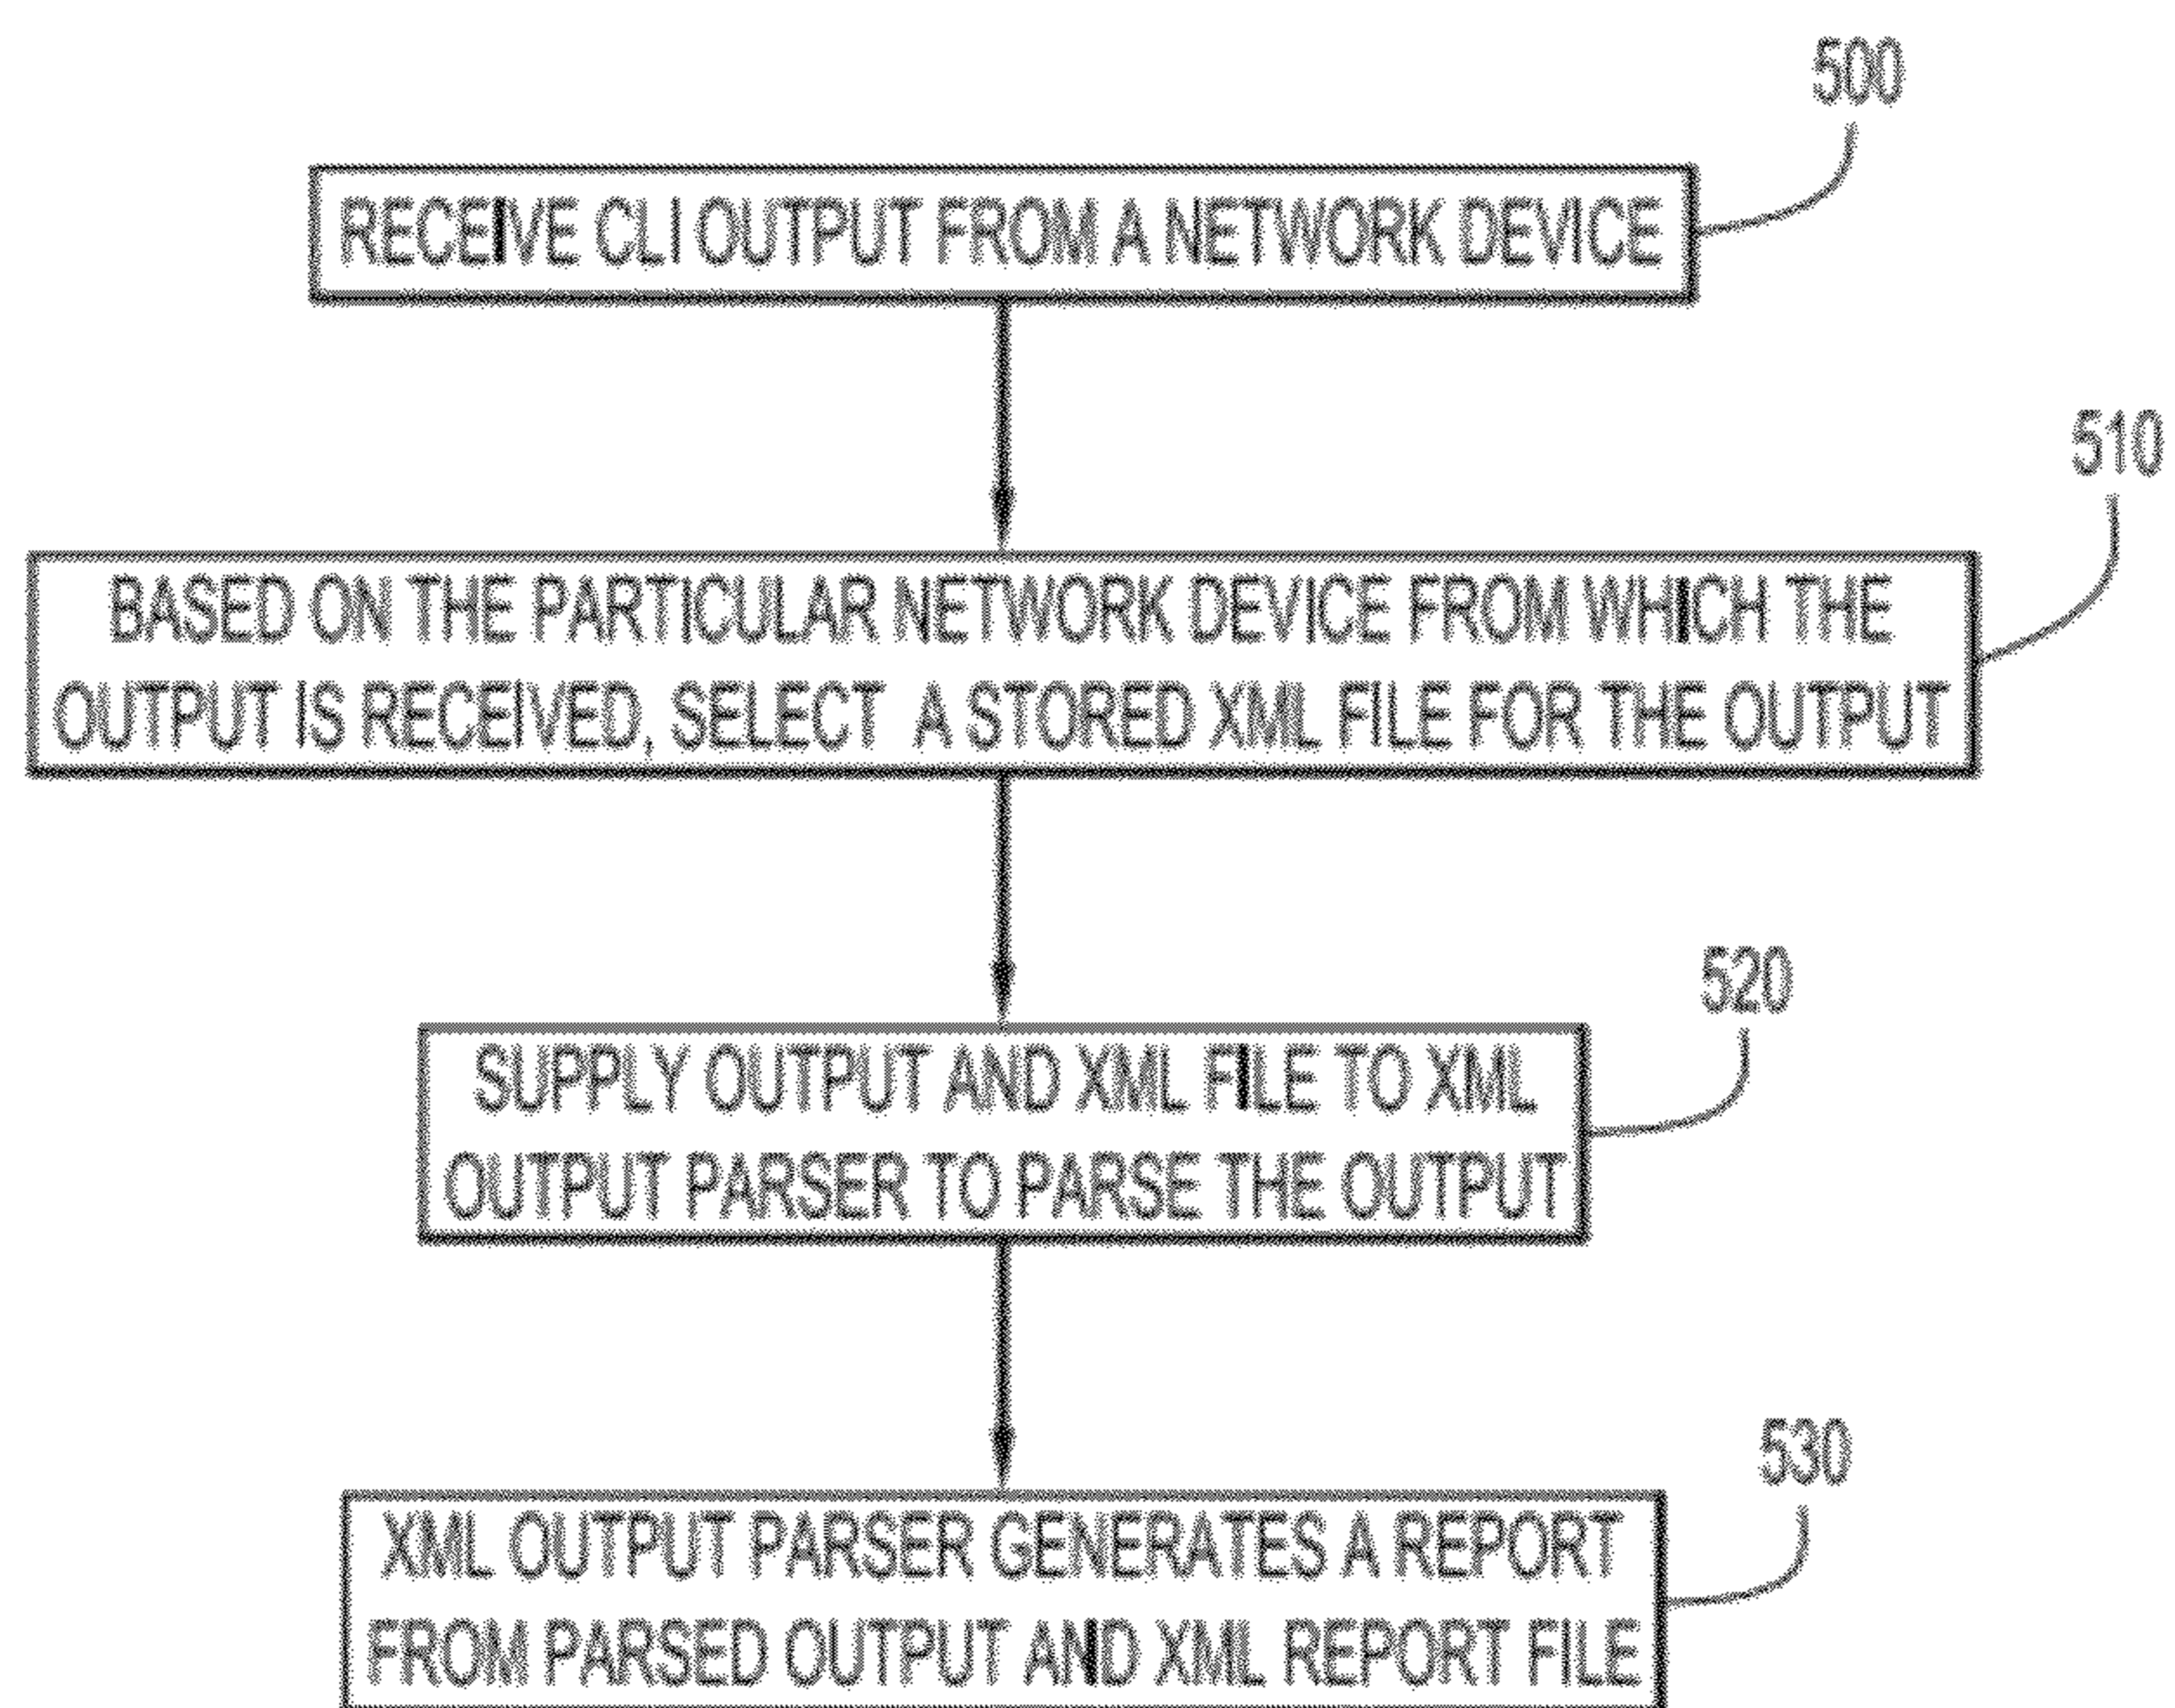 500
RECEIVE CLI OUTPUT FROM A NETWORK DEVICE
510
BASED ON THE PARTICULAR NETWORK DEVICE FROM WHICH THE
OUTPUT IS RECEIVED, SELECT A STORED XML FILE FOR THE OUTPUT
520
SUPPLY OUTPUT AND XML FILE TO XML
OUTPUT PARSER TO PARSE THE OUTPUT
530
XML OUTPUT PARSER GENERATES A REPORT
FROM PARSED OUTPUT AND XML REPORT FILE